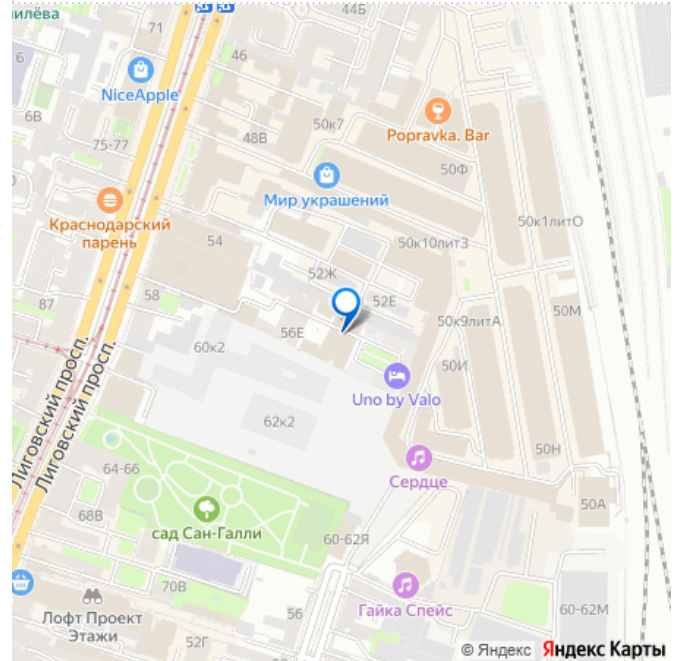 милёва
44Б
71
46
6
NiceApple
6В
50к7
Popravka. Bar
75-77
48В
50Ф
Мир украшений
Краснодарский
парень
50к1литО
54
50к10лит3
52Ж
87
58
52Е
50М
50к9литА
56Е
60к2
50И
Uno by Valo
Лиговский просп.
Лиговский просп.
62к2
50Н
64-66
Сердце
50А
68В
сад Сан-Галли
60-62Я
70В
Гайка Спейс
60-62М
56
Лофт Проект
Этажи
52Г
© Яндекс Яндекс Карты